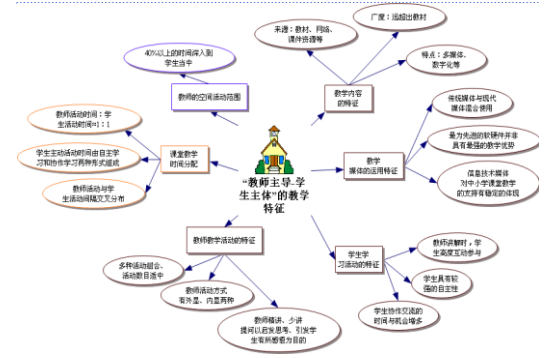 来源：教材、网络、
课件资源等
广度：远超出教材
特点：多媒体、
数字化等
教学内容
的特征
40%以上的时间深入到
学生当中
教师的空间活动范围
教师活动时间：学
生活动时间=1：1
学生主动活动时间由自主学
习和协作学习两种形式组成
教师活动与学
生活动间隔交叉分布
课堂教学
时间分配
“教师主导-学
生主体”的教学
特征
教学
媒体的运用特征
传统媒体与现代
媒体混合使用
最为先进的软硬件并非
具有最强的教学优势
信息技术媒体
对中小学课堂教学
的支持有稳定的体现
教师教学活动的特征
多种活动组合、
活动数目适中
教师活动方式
有外显、内显两种
教师精讲、少讲
提问以启发思考、引发学
生有所感悟为目的
学生学
习活动的特征
教师讲解时，学
生高度互动参与
学生具有较
强的自主性
学生协作交流的
时间与机会增多